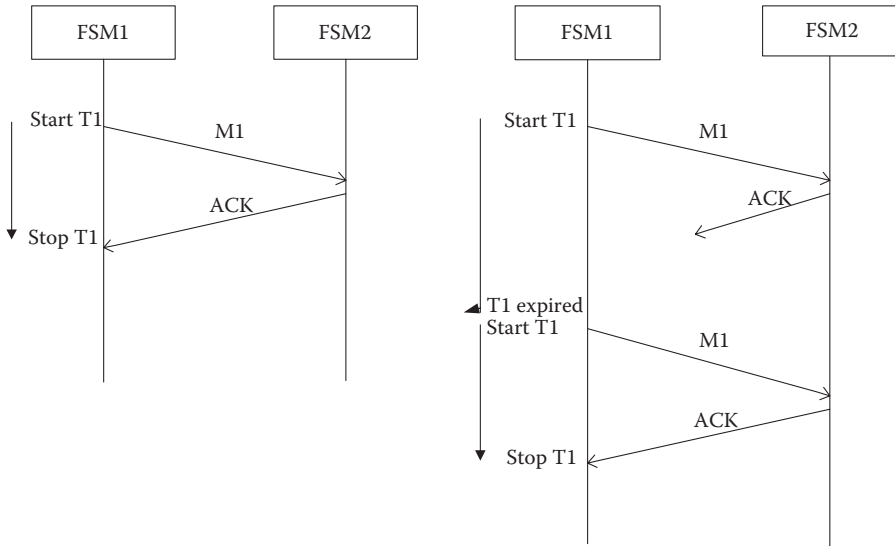 FSM1
FSM2
Start T1
M1
ACK
Stop T1
FSM1
FSM2
Start T1
M1
ACK
T1 expired
Start T1
M1
ACK
Stop T1